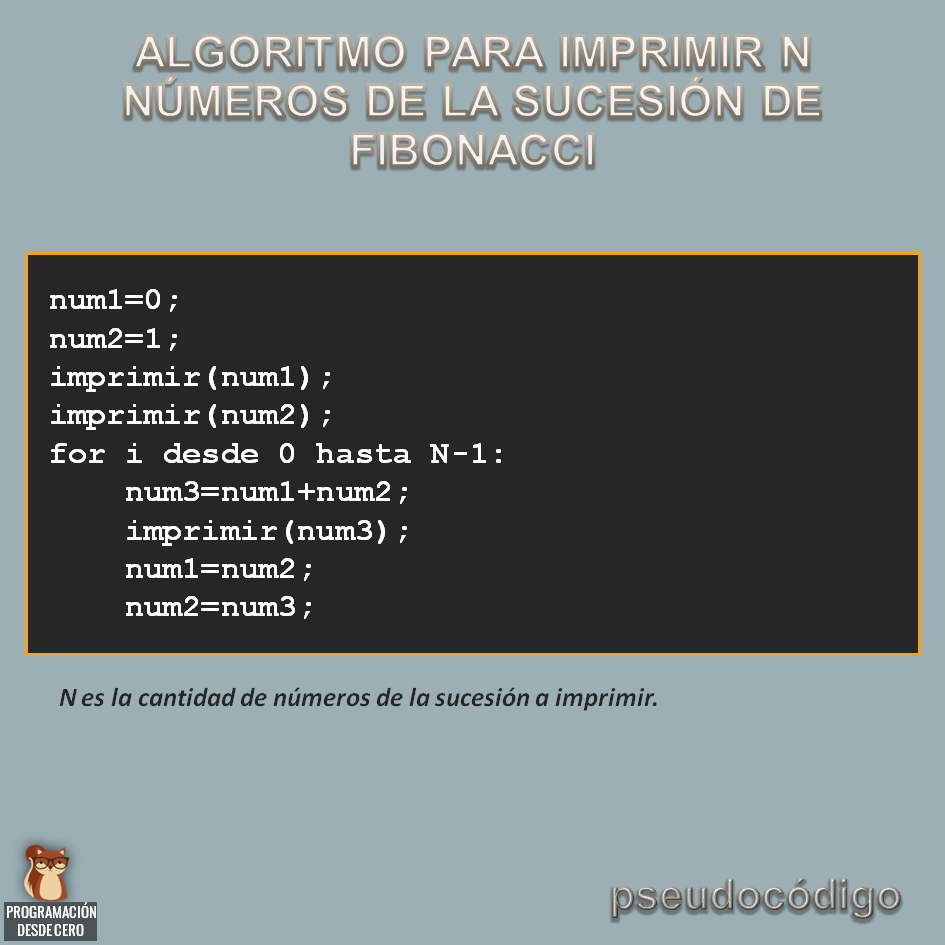 ALGORITMO PARA IMPRIMIR N
NÚMEROS DE LA SUCESIÓN DE
FIBONACCI
num1=0;
num2=1;
imprimir(num1);
imprimir(num2);
for i desde 0 hasta N-1:
    num3=num1+num2;
    imprimir(num3);
    num1=num2;
    num2=num3;
N es la cantidad de números de la sucesión a imprimir.
PROGRAMACIÓN
DESDE CERO
pseudocódigo